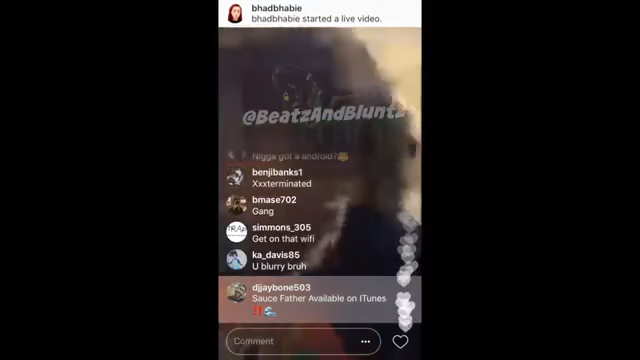 bhadbhabie
bhadbhabie started a live video.
@BeatzAndBluntz
Nigga got a android?😂
benjibanks1
Xxxterminated
bmase702
Gang
TRAP
simmons_305
Get on that wifi
ka_davis85
U blurry bruh
djjaybone503
Sauce Father Available on ITunes
‼️🌊
Comment